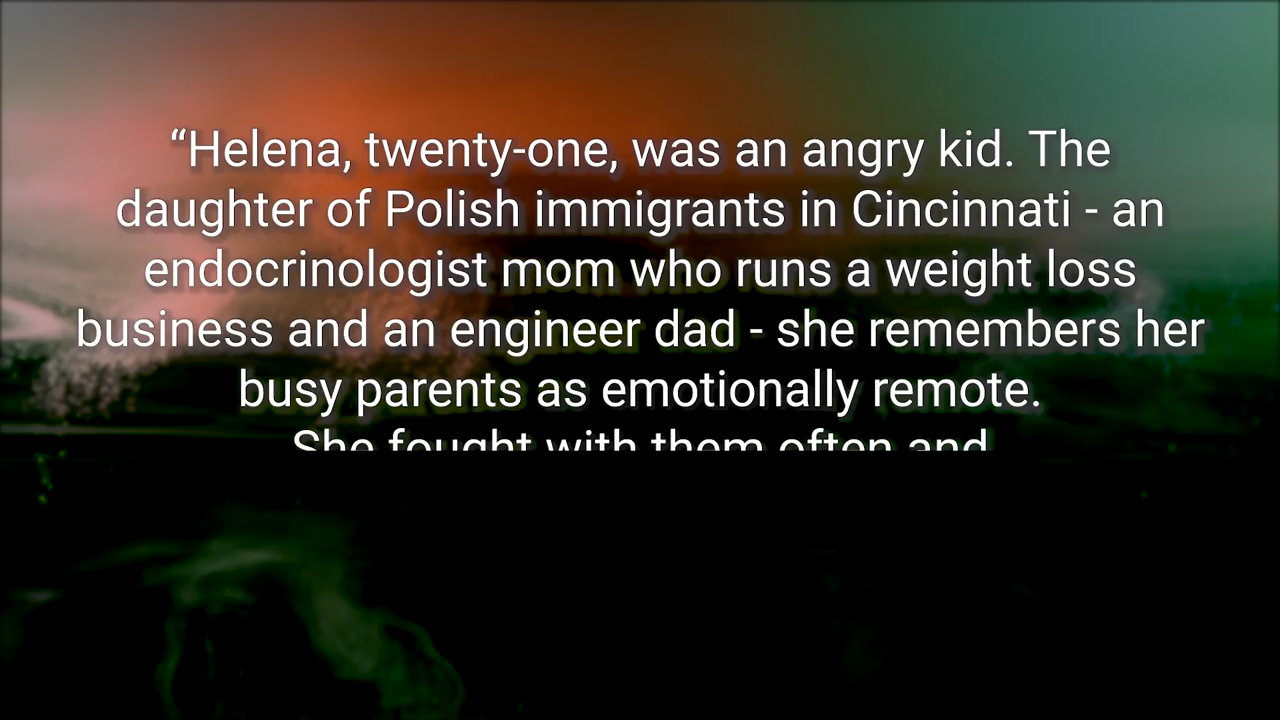 “Helena, twenty-one, was an angry kid. The
daughter of Polish immigrants in Cincinnati - an
endocrinologist mom who runs a weight loss
business and an engineer dad - she remembers her
busy parents as emotionally remote.
She fought with them often and